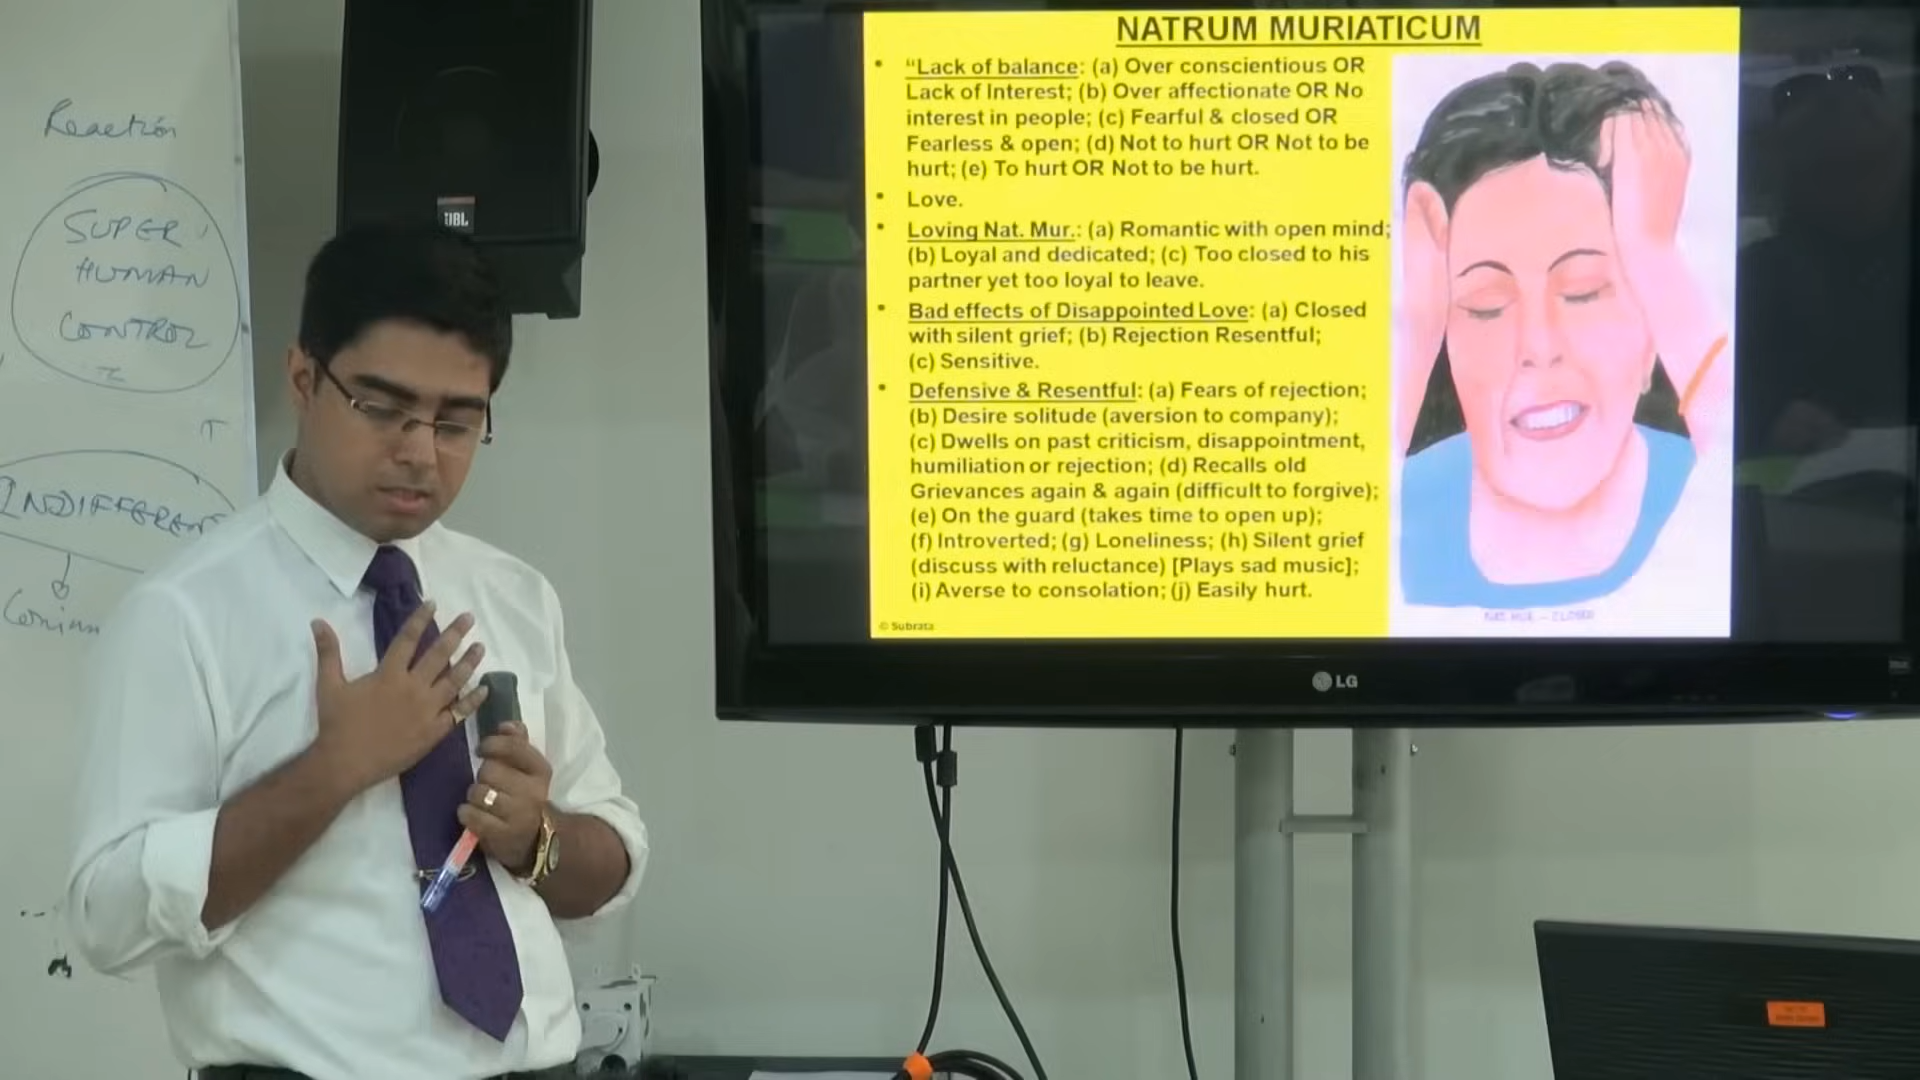 Reaction
SUPER
HUMAN
CONTROL
INDIFFEREN
JBL
NATRUM MURIATICUM
• “Lack of balance: (a) Over conscientious OR
Lack of Interest; (b) Over affectionate OR No
interest in people; (c) Fearful & closed OR
Fearless & open; (d) Not to hurt OR Not to be
hurt; (e) To hurt OR Not to be hurt.
• Love.
• Loving Nat. Mur.: (a) Romantic with open mind;
(b) Loyal and dedicated; (c) Too closed to his
partner yet too loyal to leave.
• Bad effects of Disappointed Love: (a) Closed
with silent grief; (b) Rejection Resentful;
(c) Sensitive.
• Defensive & Resentful: (a) Fears of rejection;
(b) Desire solitude (aversion to company);
(c) Dwells on past criticism, disappointment,
humiliation or rejection; (d) Recalls old
Grievances again & again (difficult to forgive);
(e) On the guard (takes time to open up);
(f) Introverted; (g) Loneliness; (h) Silent grief
(discuss with reluctance) [Plays sad music];
(i) Averse to consolation; (j) Easily hurt.
© Subrata
NAT. MUR. – CLOSED
LG